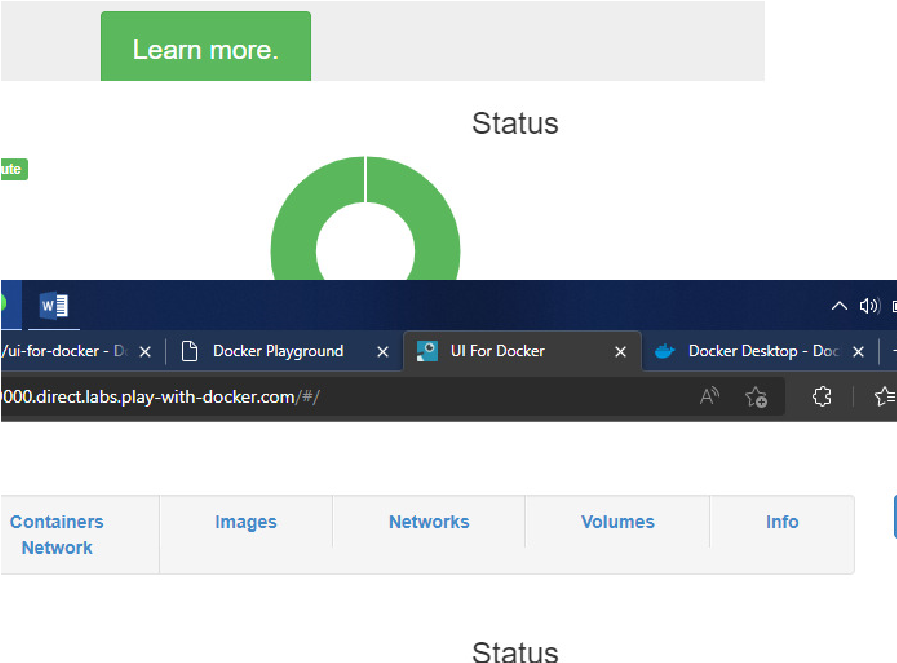 Learn more.
Status
ute
W
/ui-for-docker - D
Docker Playground
UI For Docker
Docker Desktop - Doc
000.direct.labs.play-with-docker.com/#/
A
Containers
Network
Images
Networks
Volumes
Info
Status